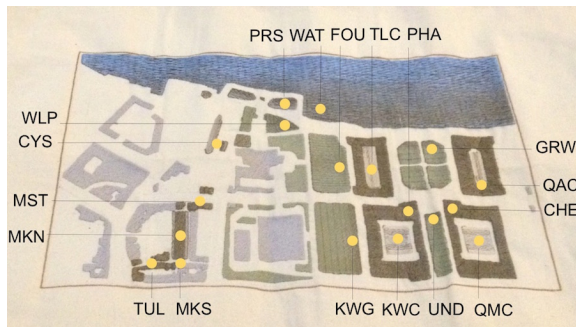 PRS WAT FOU TLC PHA
WLP
CYS
GRW
QAC
MST
CHE
MKN
TUL MKS KWG KWC UND QMC